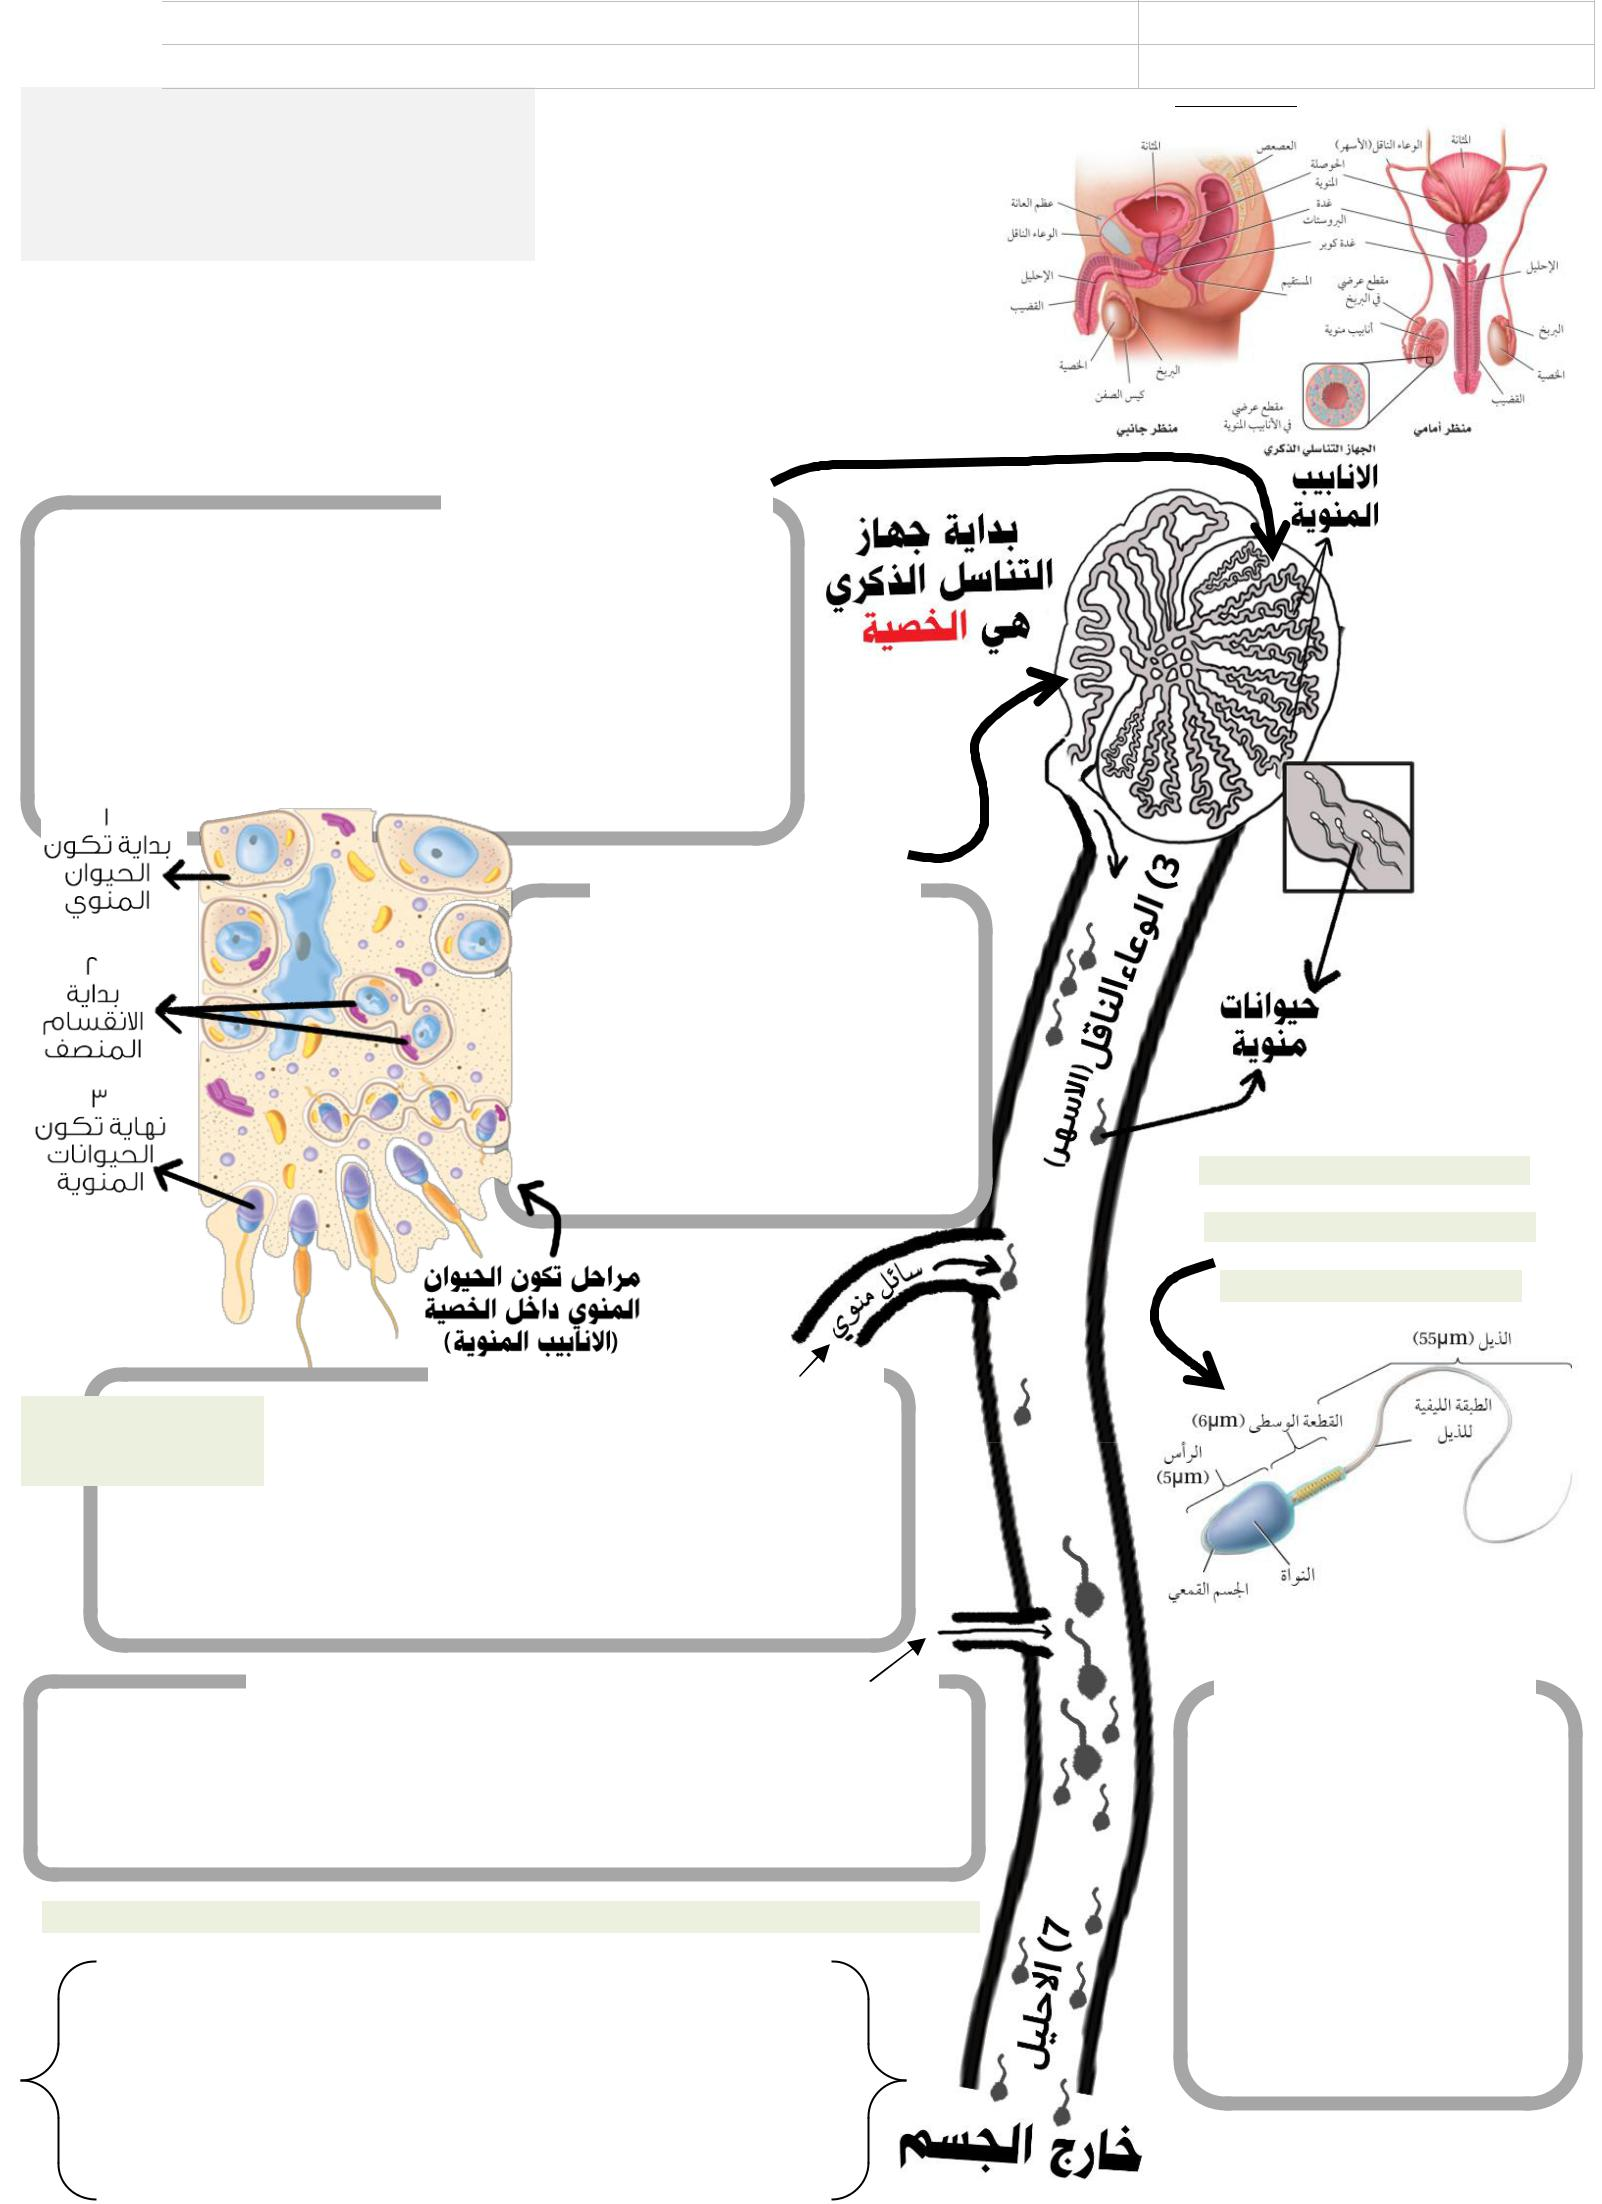 المثانة
العصعص
الوعاء الناقل (الأسهر)
المثانة
الحوصلة
المنوية
غدة
البروستات
غدة كوبر
عظم العانة
الوعاء الناقل
الإحليل
القضيب
المستقيم
الخصية
البربخ
كيس الصفن
منظر جانبي
مقطع عرضي
في البربخ
أنابيب منوية
الإحليل
البربخ
الخصية
القضيب
مقطع عرضي
في الأنابيب المنوية
منظر أمامي
الجهاز التناسلي الذكري
الانابيب
المنوية
بداية جهاز
التناسل الذكري
هي الخصية
١
بداية تكون
الحيوان
المنوي
٢
بداية
الانقسام
المنصف
٣
نهاية تكون
الحيوانات
المنوية
مراحل تكون الحيوان
المنوي داخل الخصية
(الانابيب المنوية)
3) الوعاء الناقل
(الاسهر)
حيوانات
منوية
سائل منوي
الذيل (55µm)
القطعة الوسطى (6µm)
الطبقة الليفية
للذيل
الرأس
(5µm)
النواة
الجسم القمعي
7) الاحليل
خارج الجسم